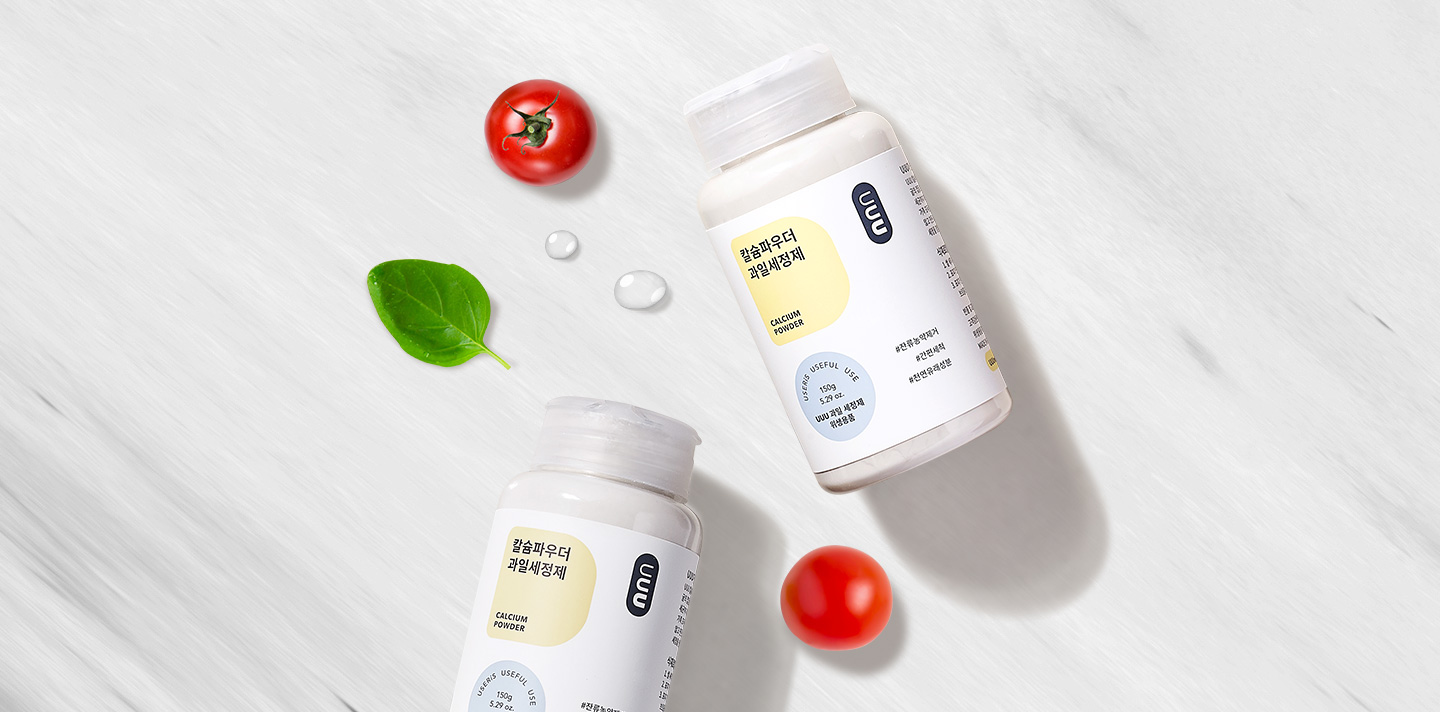 칼슘파우더
과일세정제
CALCIUM
POWDER
UUU
USERIS USEFUL USE
150g
5.29 oz.
UUU 과일 세정제
위생용품
#잔류농약제거
#간편세척
#천연유래성분
칼슘파우더
과일세정제
CALCIUM
POWDER
UUU
USERIS USEFUL USE
150g
5.29 oz.